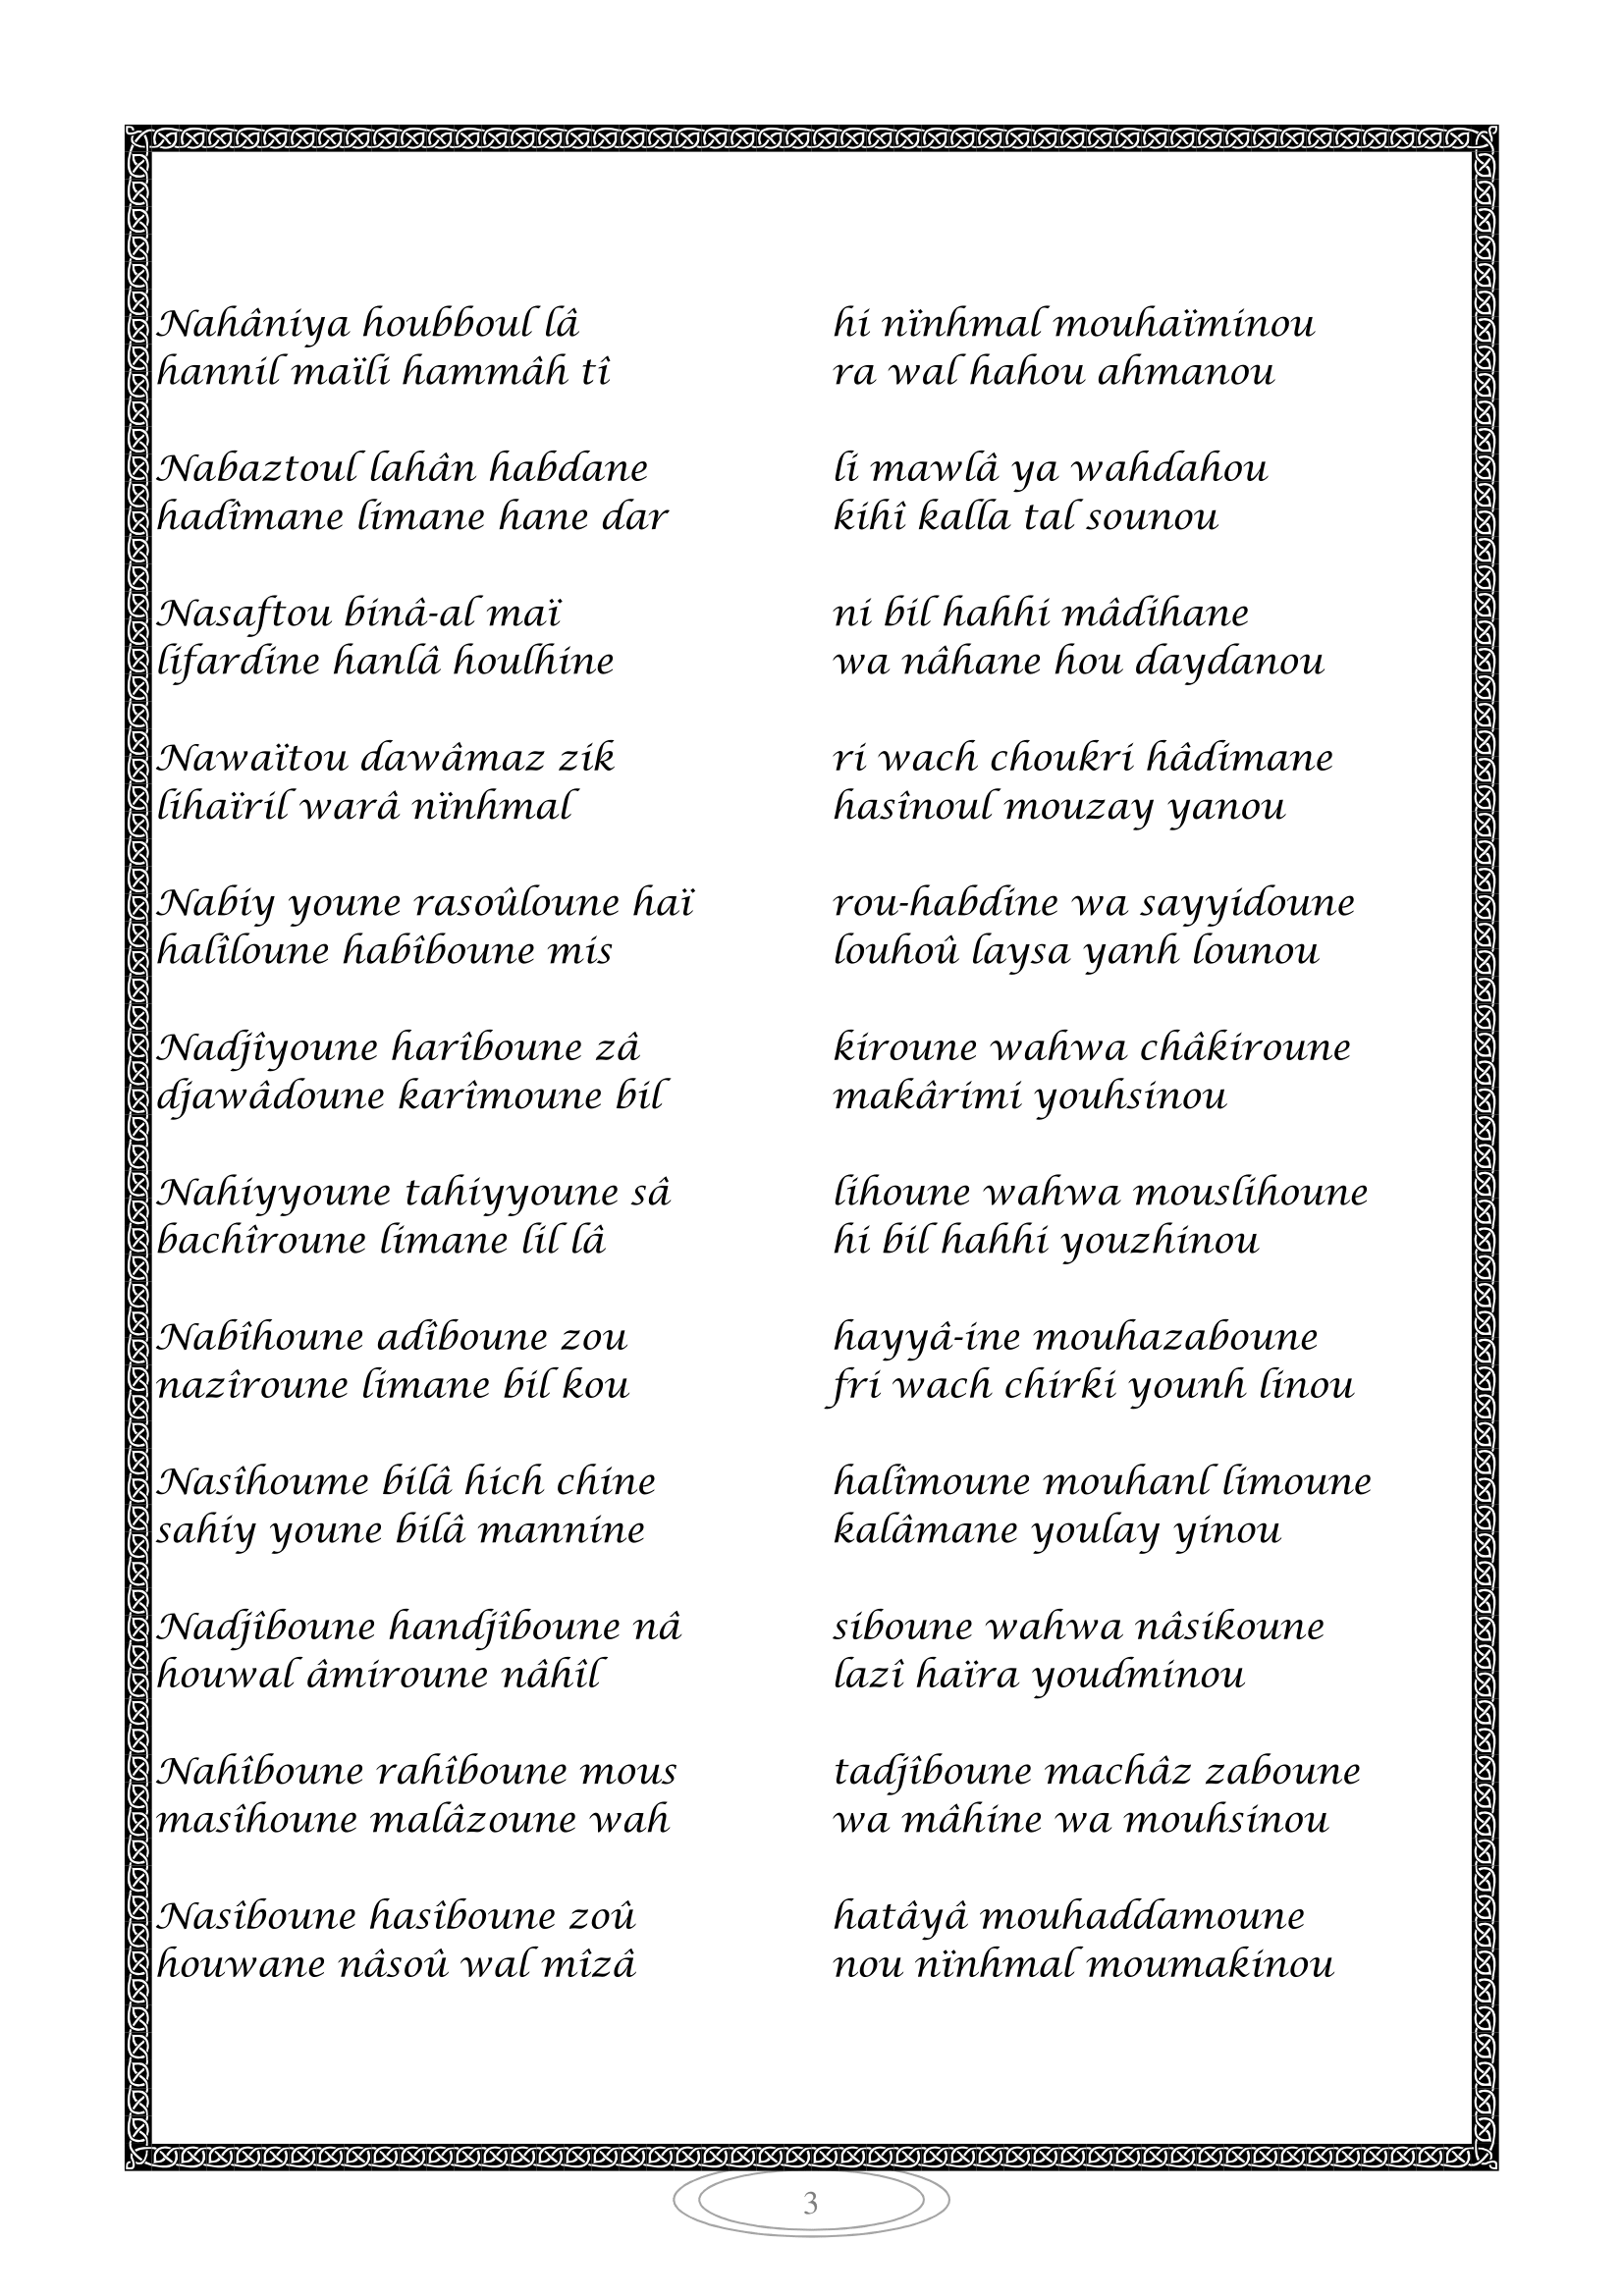 Nahâniya houbboul lâ hi nïnhmal mouhaïminou
hannil maïli hammâh tî ra wal hahou ahmanou
Nabaztoul lahân habdane li mawlâ ya wahdahou
hadîmane limane hane dar kihî kalla tal sounou
Nasaftou binâ-al maï ni bil hahhi mâdihane
lifardine hanlâ houlhine wa nâhane hou daydanou
Nawaïtou dawâmaz zik ri wach choukri hâdimane
lihaïril warâ nïnhmal hasînoul mouzay yanou
Nabiy youne rasoûloune haï rou-habdine wa sayyidoune
halîloune habîboune mis louhoû laysa yanh lounou
Nadjîyoune harîboune zâ kiroune wahwa châkiroune
djawâdoune karîmoune bil makârimi youhsinou
Nahiyyoune tahiyyoune sâ lihoune wahwa mouslihoune
bachîroune limane lil lâ hi bil hahhi youzhinou
Nabîhoune adîboune zou hayyâ-ine mouhazaboune
nazîroune limane bil kou fri wach chirki younh linou
Nasîhoume bilâ hich chine halîmoune mouhanl limoune
sahiy youne bilâ mannine kalâmane youlay yinou
Nadjîboune handjîboune nâ siboune wahwa nâsikoune
houwal âmiroune nâhîl lazî haïra youdminou
Nahîboune rahîboune mous tadjîboune machâz zaboune
masîhoune malâzoune wah wa mâhine wa mouhsinou
Nasîboune hasîboune zoû hatâyâ mouhaddamoune
houwane nâsoû wal mîzâ nou nïnhmal moumakinou
3